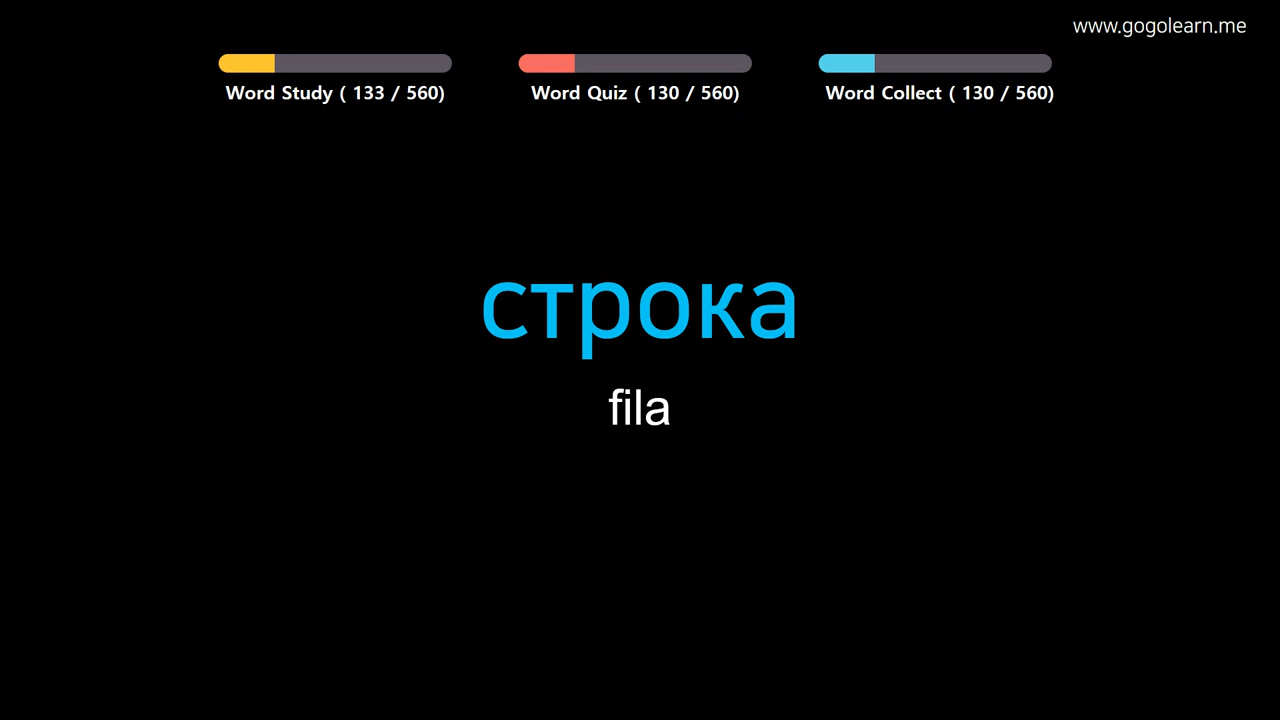 www.gogolearn.me
Word Study ( 133 / 560)
Word Quiz ( 130 / 560)
Word Collect ( 130 / 560)
строка
fila